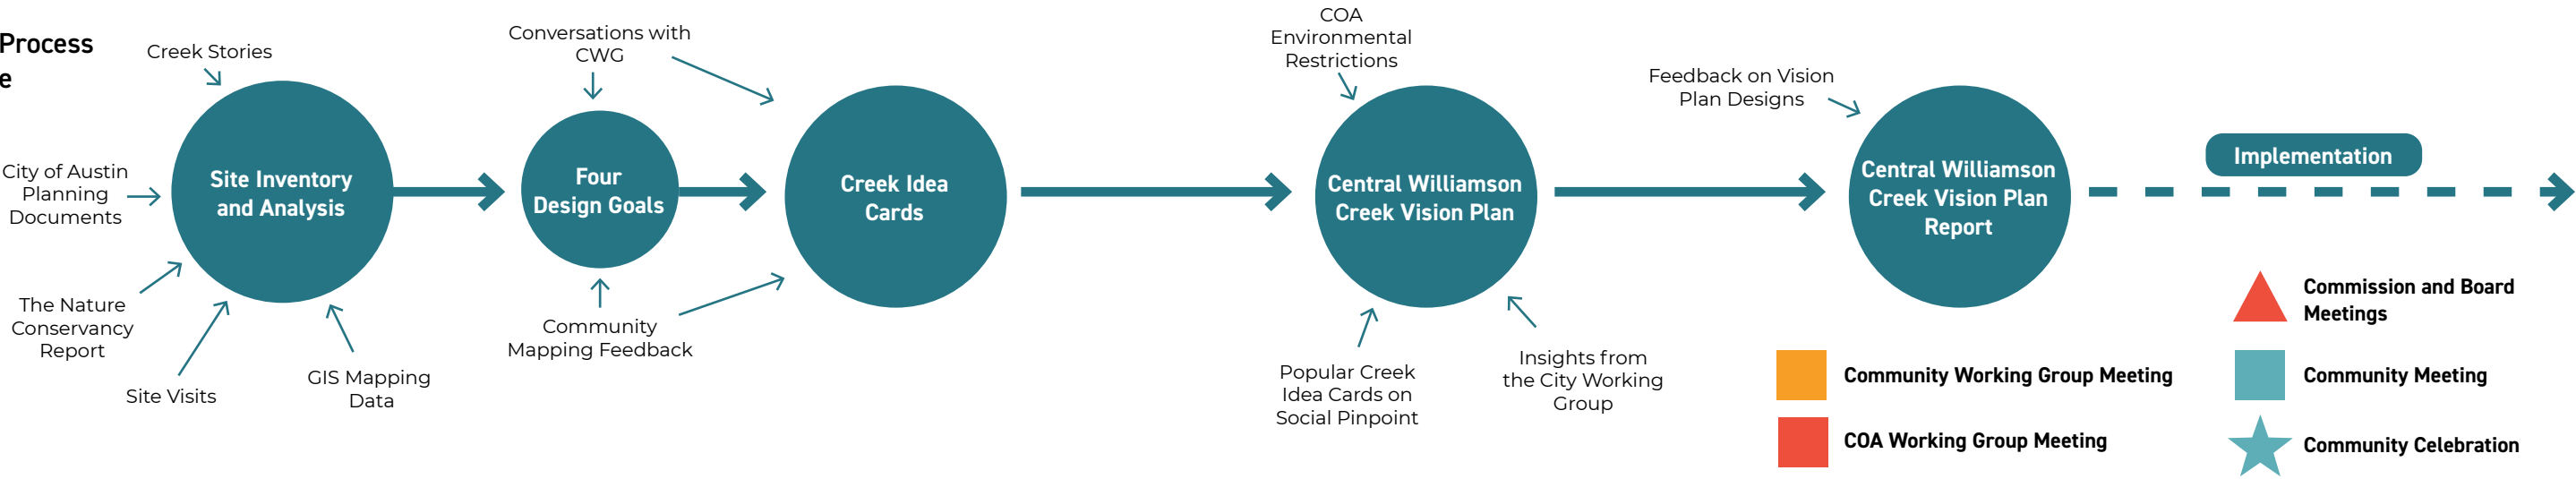 Process
e
Creek Stories
City of Austin
Planning
Documents
The Nature
Conservancy
Report
Site Visits
GIS Mapping
Data
Site Inventory
and Analysis
Conversations with
CWG
Four
Design Goals
Community
Mapping Feedback
Creek Idea
Cards
COA
Environmental
Restrictions
Central Williamson
Creek Vision Plan
Popular Creek
Idea Cards on
Social Pinpoint
Insights from
the City Working
Group
Feedback on Vision
Plan Designs
Central Williamson
Creek Vision Plan
Report
Implementation
Community Working Group Meeting
COA Working Group Meeting
Commission and Board
Meetings
Community Meeting
Community Celebration